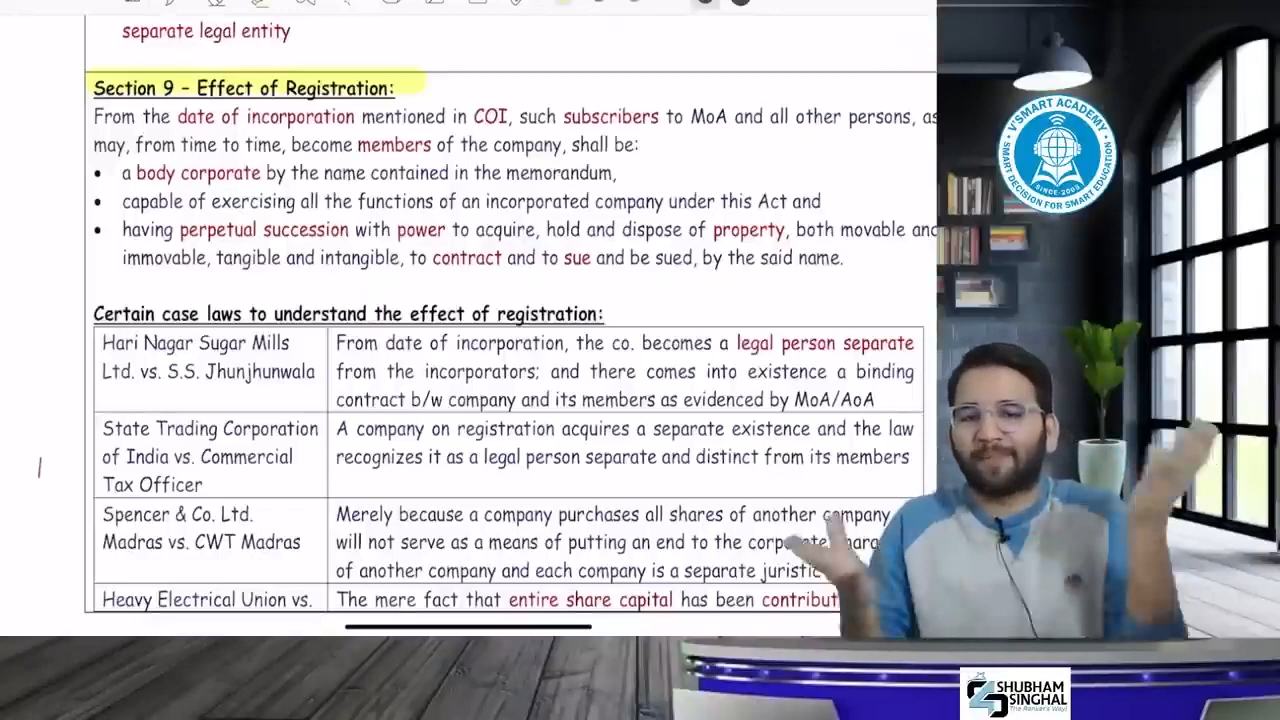 separate legal entity
Section 9 – Effect of Registration:
From the date of incorporation mentioned in COI, such subscribers to MoA and all other persons, as
may, from time to time, become members of the company, shall be:
• a body corporate by the name contained in the memorandum,
• capable of exercising all the functions of an incorporated company under this Act and
• having perpetual succession with power to acquire, hold and dispose of property, both movable and
immovable, tangible and intangible, to contract and to sue and be sued, by the said name.
Certain case laws to understand the effect of registration:
Hari Nagar Sugar Mills
Ltd. vs. S.S. Jhunjhunwala
From date of incorporation, the co. becomes a legal person separate
from the incorporators; and there comes into existence a binding
contract b/w company and its members as evidenced by MoA/AoA
State Trading Corporation
of India vs. Commercial
Tax Officer
A company on registration acquires a separate existence and the law
recognizes it as a legal person separate and distinct from its members
Spencer & Co. Ltd.
Madras vs. CWT Madras
Merely because a company purchases all shares of another company
will not serve as a means of putting an end to the
of another company and each company is a separate juristic
Heavy Electrical Union vs.
The mere fact that entire share capital has been
V'SMART ACADEMY
SINCE-2003
SMART DECISION FOR SMART EDUCATION
SHUBHAM
SINGHAL
The Ranker's Way!